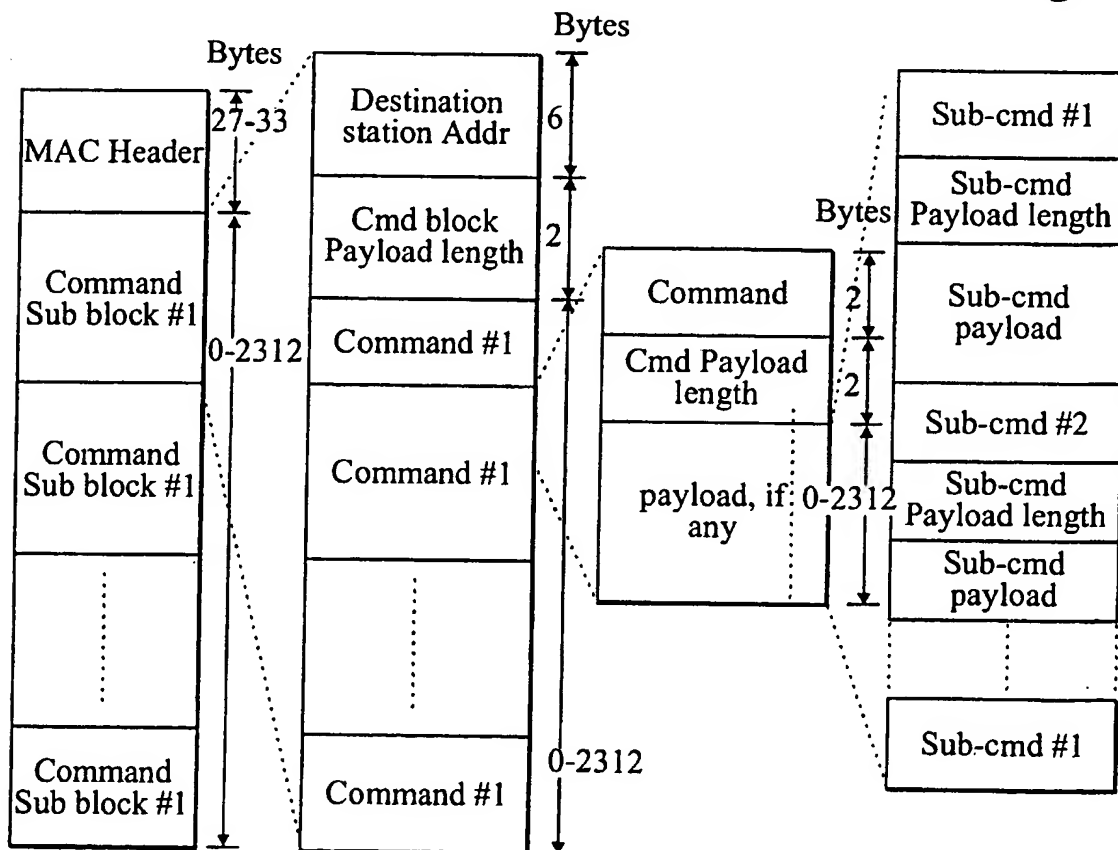 Bytes
MAC Header
27-33
Command
Sub block #1
0-2312
Command
Sub block #1
Command
Sub block #1
Bytes
Destination
station Addr
6
Cmd block
Payload length
2
Command #1
Command #1
Command #1
0-2312
Bytes
Command
2
Cmd Payload
length
2
payload, if
any
0-2312
Sub-cmd #1
Sub-cmd
Payload length
Sub-cmd
payload
Sub-cmd #2
Sub-cmd
Payload length
Sub-cmd
payload
Sub-cmd #1